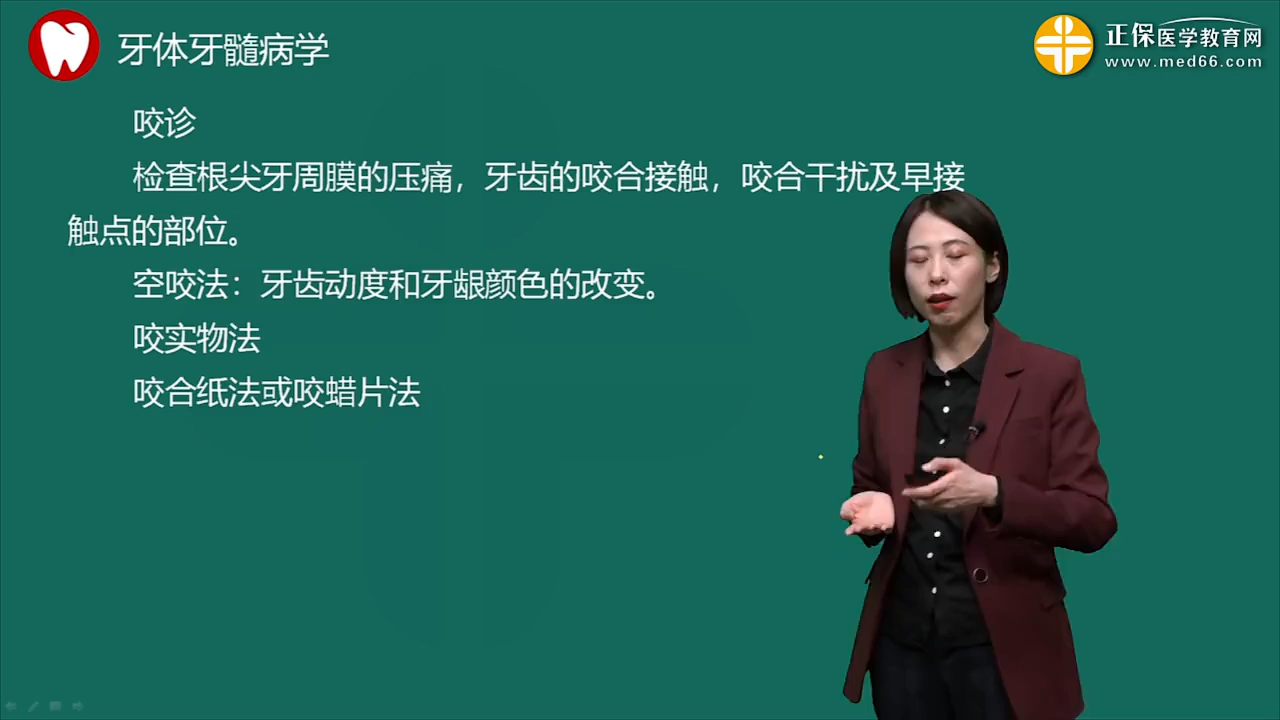 牙体牙髓病学
正保医学教育网
www.med66.com
咬诊
检查根尖牙周膜的压痛，牙齿的咬合接触，咬合干扰及早接
触点的部位。
空咬法：牙齿动度和牙龈颜色的改变。
咬实物法
咬合纸法或咬蜡片法